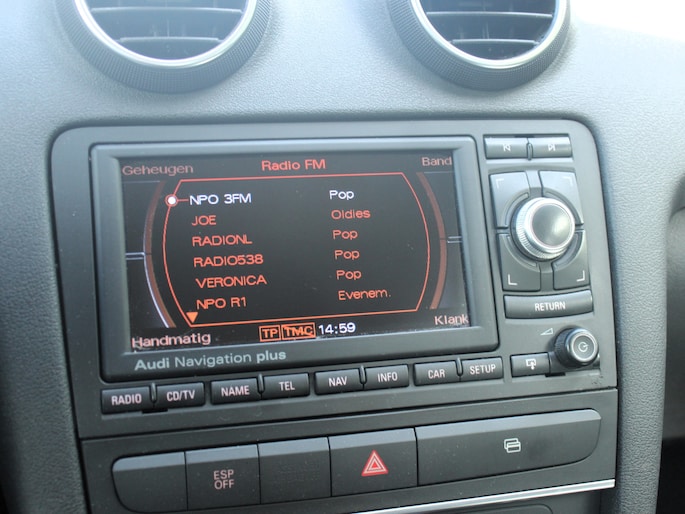 Geheugen Radio FM Band
NPO 3FM Pop
JOE Oldies
RADIONL Pop
RADIO538 Pop
VERONICA Pop
NPO R1 Evenem.
Handmatig TP TMC 14:59 Klank
Audi Navigation plus
RETURN
RADIO CD/TV NAME TEL NAV INFO CAR SETUP
ESP
OFF